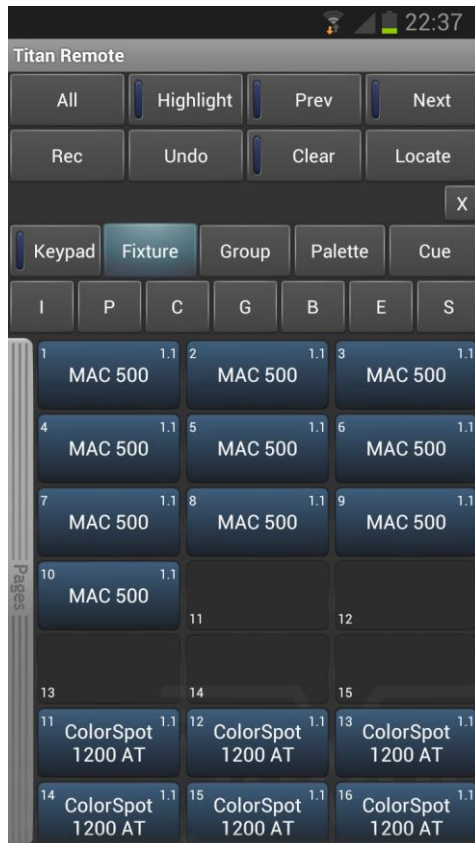 22:37
Titan Remote
All Highlight Prev Next
Rec Undo Clear Locate
X
Keypad Fixture Group Palette Cue
I P C G B E S
Pages
1 1.1 2 1.1 3 1.1
MAC 500 MAC 500 MAC 500
4 1.1 5 1.1 6 1.1
MAC 500 MAC 500 MAC 500
7 1.1 8 1.1 9 1.1
MAC 500 MAC 500 MAC 500
10 1.1
MAC 500
11 12
13 14 15
11 1.1 12 1.1 13 1.1
ColorSpot ColorSpot ColorSpot
1200 AT 1200 AT 1200 AT
14 1.1 15 1.1 16 1.1
ColorSpot ColorSpot ColorSpot
1200 AT 1200 AT 1200 AT